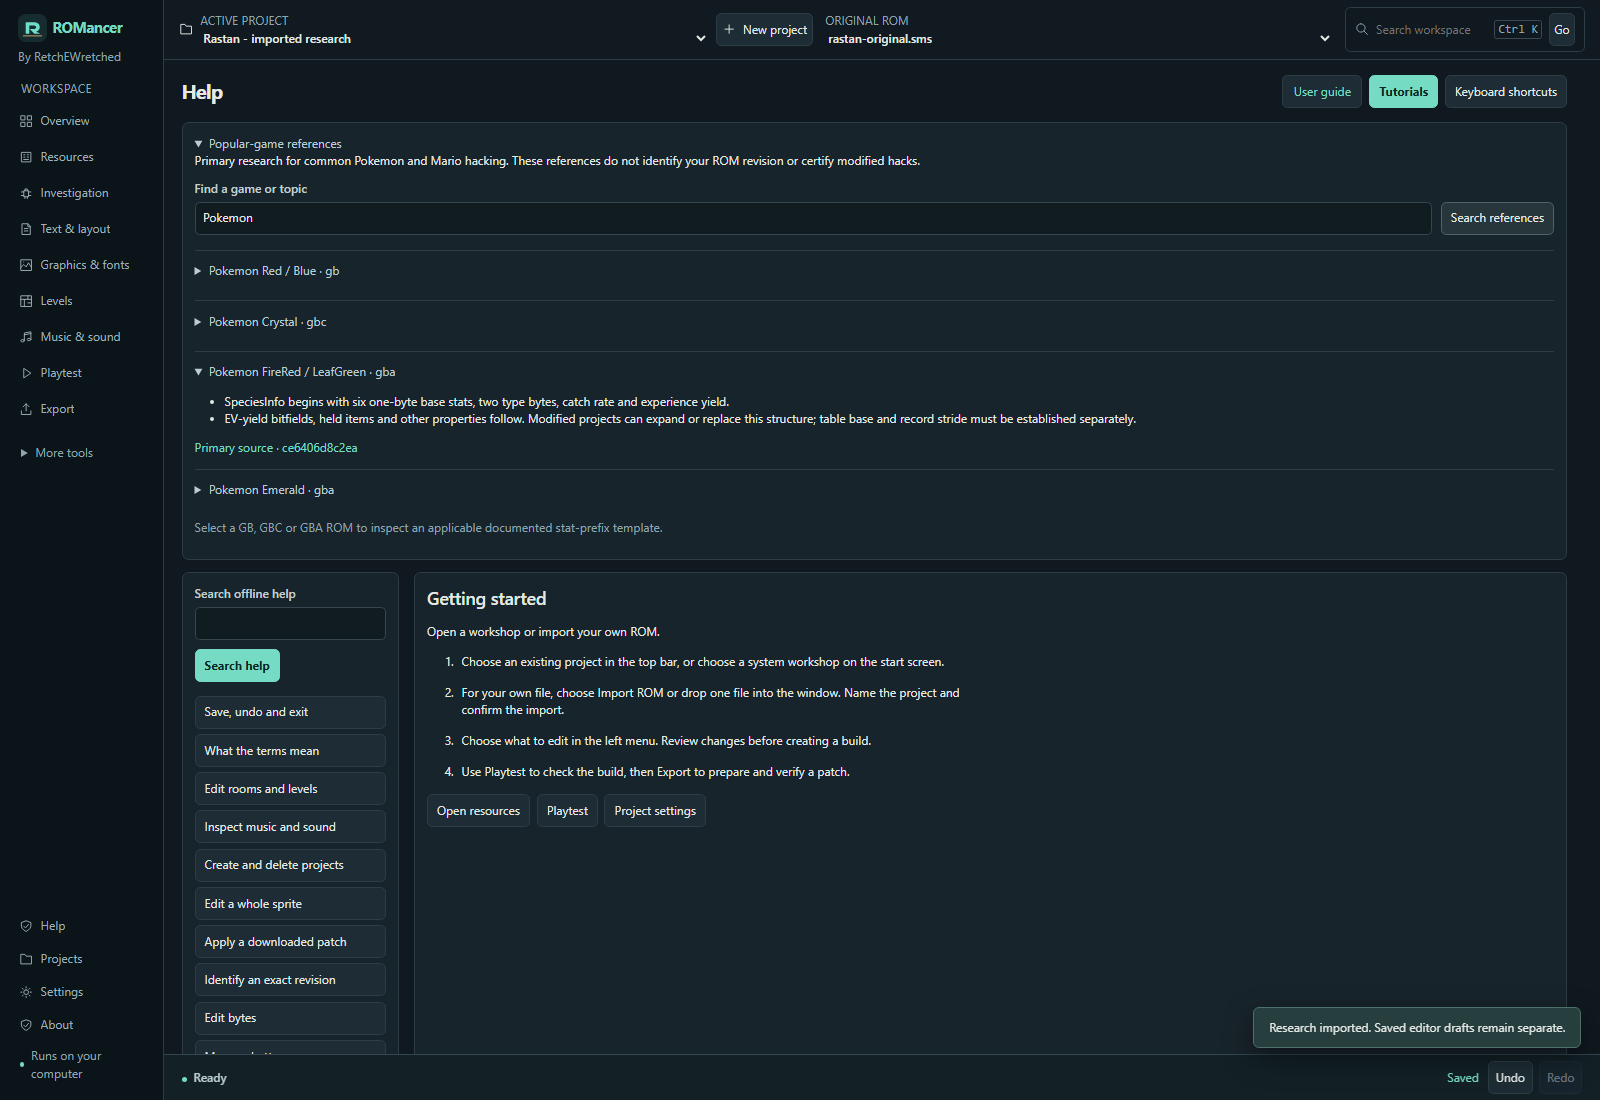 ROMancer
By RetchEWretched
WORKSPACE
Overview
Resources
Investigation
Text & layout
Graphics & fonts
Levels
Music & sound
Playtest
Export
More tools
Help
Projects
Settings
About
Runs on your
computer
ACTIVE PROJECT
Rastan - imported research
New project
ORIGINAL ROM
rastan-original.sms
Search workspace
Ctrl K
Go
Help
User guide
Tutorials
Keyboard shortcuts
Popular-game references
Primary research for common Pokemon and Mario hacking. These references do not identify your ROM revision or certify modified hacks.
Find a game or topic
Pokemon
Search references
Pokemon Red / Blue · gb
Pokemon Crystal · gbc
Pokemon FireRed / LeafGreen · gba
• SpeciesInfo begins with six one-byte base stats, two type bytes, catch rate and experience yield.
• EV-yield bitfields, held items and other properties follow. Modified projects can expand or replace this structure; table base and record stride must be established separately.
Primary source · ce6406d8c2ea
Pokemon Emerald · gba
Select a GB, GBC or GBA ROM to inspect an applicable documented stat-prefix template.
Search offline help
Search help
Save, undo and exit
What the terms mean
Edit rooms and levels
Inspect music and sound
Create and delete projects
Edit a whole sprite
Apply a downloaded patch
Identify an exact revision
Edit bytes
Getting started
Open a workshop or import your own ROM.
1. Choose an existing project in the top bar, or choose a system workshop on the start screen.
2. For your own file, choose Import ROM or drop one file into the window. Name the project and
confirm the import.
3. Choose what to edit in the left menu. Review changes before creating a build.
4. Use Playtest to check the build, then Export to prepare and verify a patch.
Open resources
Playtest
Project settings
Research imported. Saved editor drafts remain separate.
Ready
Saved
Undo
Redo